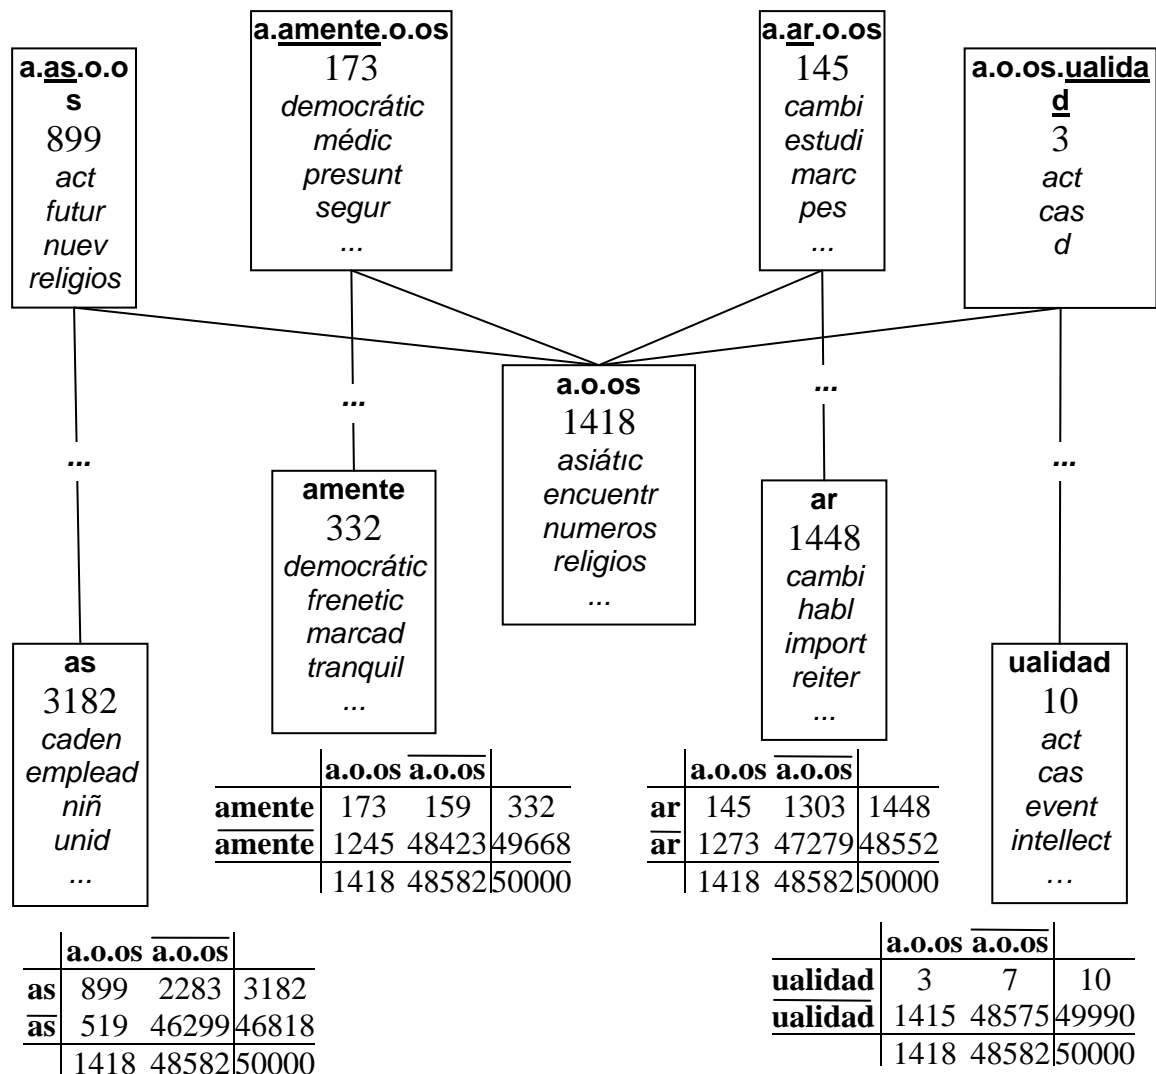 a.as.o.o
s
899
act
futur
nuev
religios
a.amente.o.os
173
democrátic
médic
presunt
segur
...
a.ar.o.os
145
cambi
estudi
marc
pes
...
a.o.os.ualida
d
3
act
cas
d
a.o.os
1418
asiátıc
encuentr
numeros
religios
...
...
...
...
...
amente
332
democrátic
frenetic
marcad
tranquil
...
ar
1448
cambi
habl
import
reiter
...
as
3182
caden
emplead
niñ
unid
...
ualidad
10
act
cas
event
intellect
...
a.o.os a.o.os
amente 173 159 332
amente 1245 48423 49668
1418 48582 50000
a.o.os a.o.os
ar 145 1303 1448
ar 1273 47279 48552
1418 48582 50000
a.o.os a.o.os
as 899 2283 3182
as 519 46299 46818
1418 48582 50000
a.o.os a.o.os
ualidad 3 7 10
ualidad 1415 48575 49990
1418 48582 50000